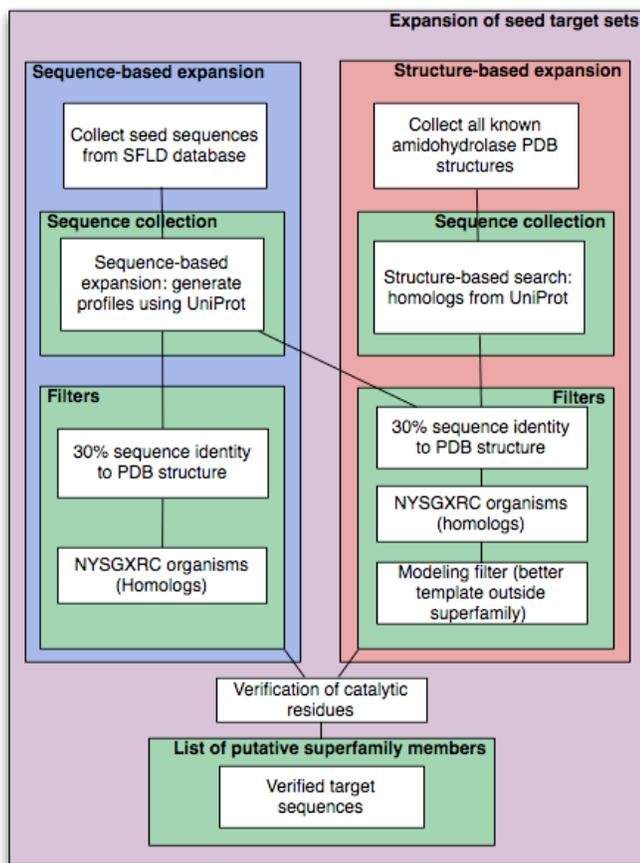 Expansion of seed target sets
Sequence-based expansion
Collect seed sequences
from SFLD database
Sequence collection
Sequence-based
expansion: generate
profiles using UniProt
Filters
30% sequence identity
to PDB structure
NYSGXRC organisms
(Homologs)
Structure-based expansion
Collect all known
amidohydrolase PDB
structures
Sequence collection
Structure-based search:
homologs from UniProt
Filters
30% sequence identity
to PDB structure
NYSGXRC organisms
(homologs)
Modeling filter (better
template outside
superfamily)
Verification of catalytic
residues
List of putative superfamily members
Verified target
sequences